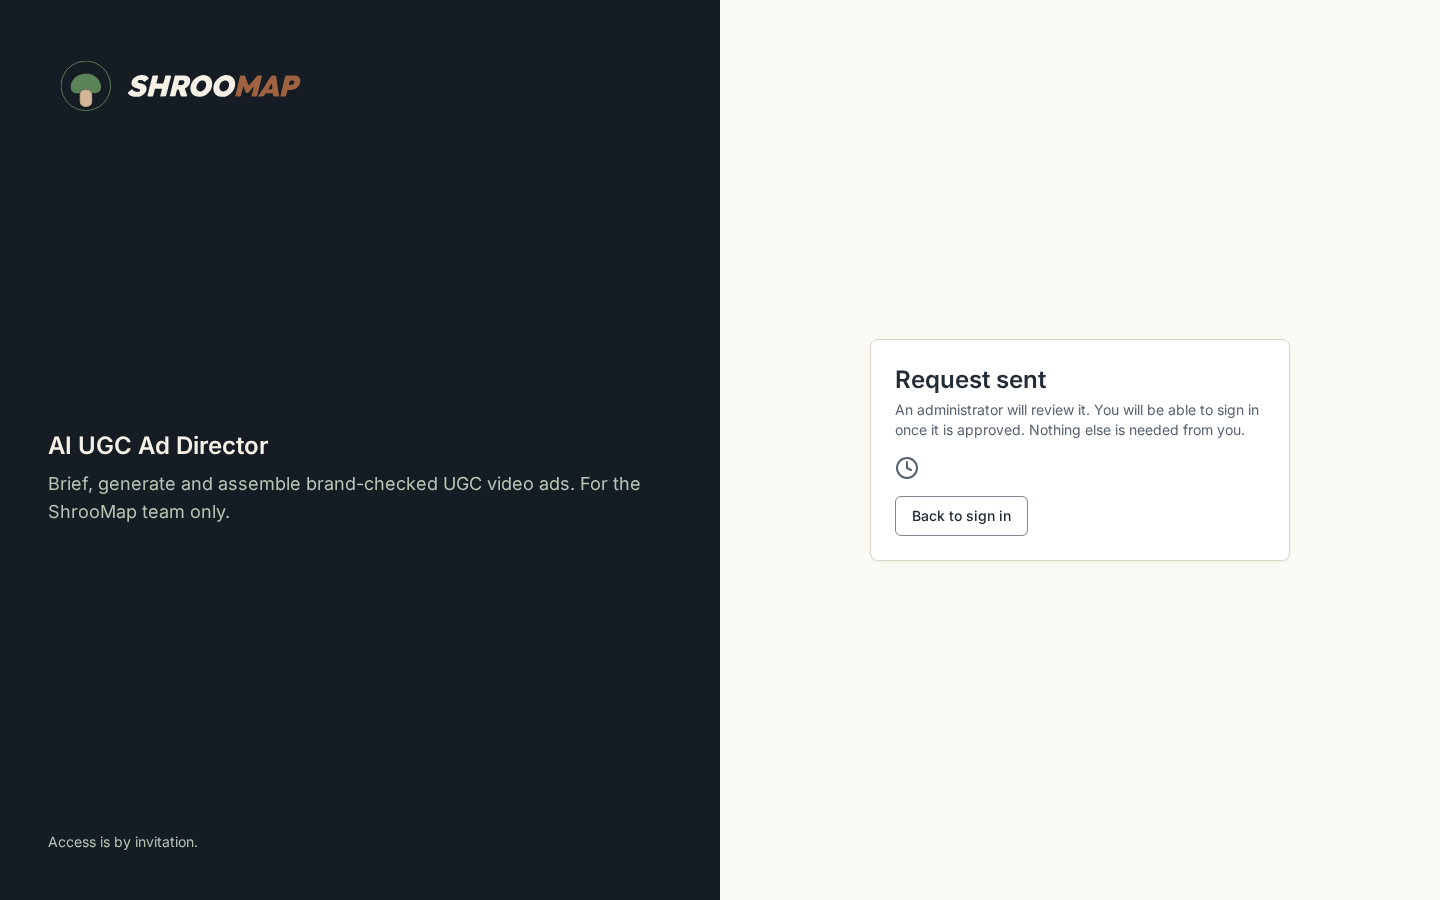 SHROOMAP
AI UGC Ad Director
Brief, generate and assemble brand-checked UGC video ads. For the
ShrooMap team only.
Access is by invitation.
Request sent
An administrator will review it. You will be able to sign in
once it is approved. Nothing else is needed from you.
Back to sign in